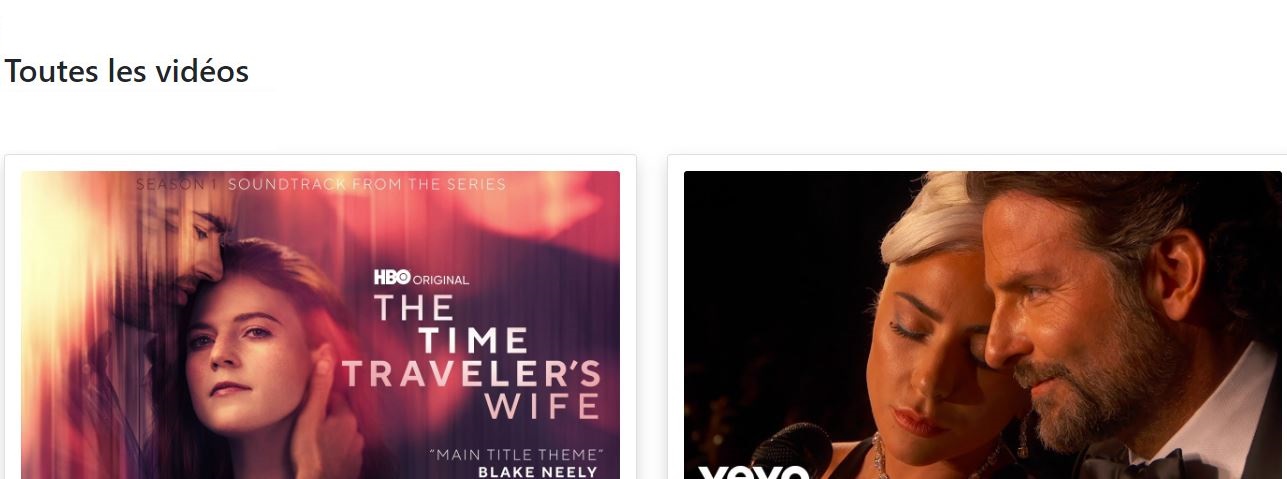 Toutes les vidéos
SEASON 1 SOUNDTRACK FROM THE SERIES
HBO ORIGINAL
THE
TIME
TRAVELER'S
WIFE
"MAIN TITLE THEME"
BLAKE NEELY
vevo